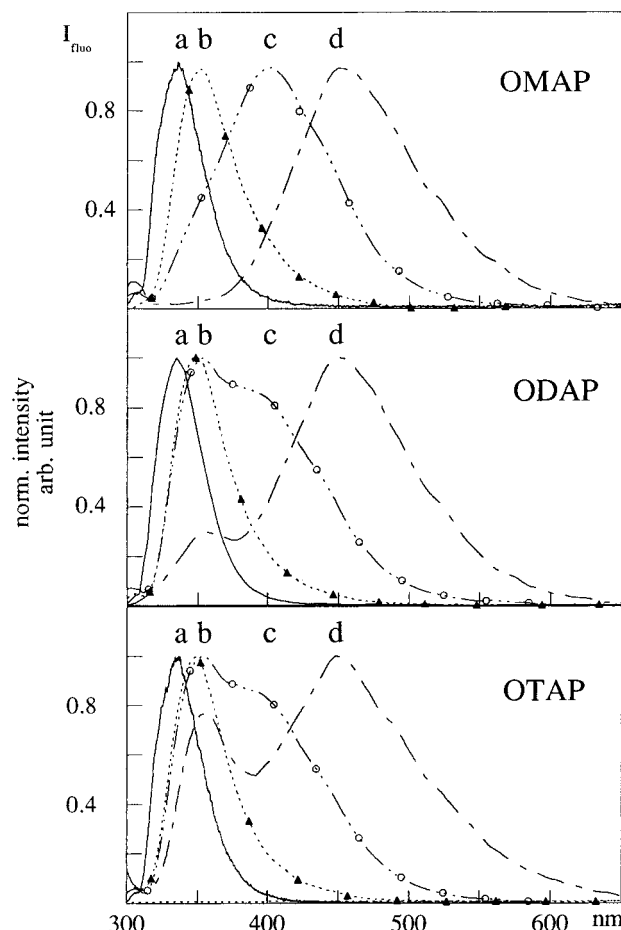 I_fluo
a b c d
OMAP
0.8
0.4
a b c d
ODAP
0.8
0.4
norm. intensity
arb. unit
a b c d
OTAP
0.8
0.4
300 400 500 600 nm